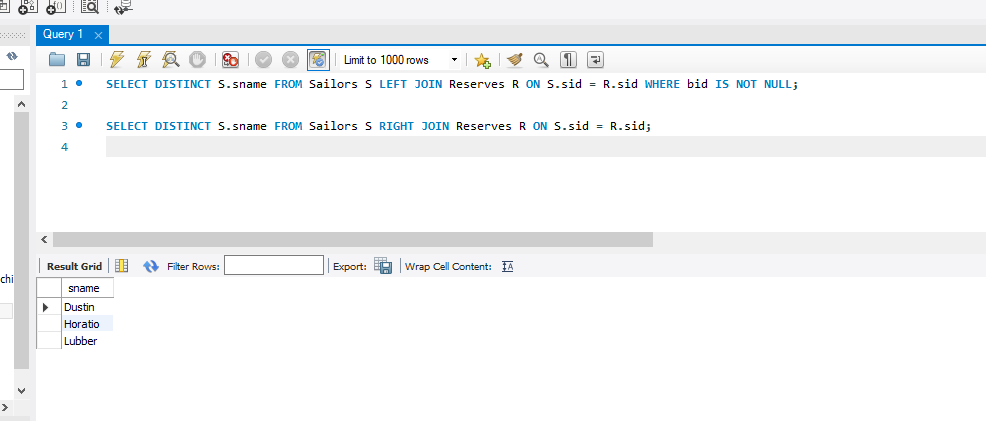 Query 1
Limit to 1000 rows
1 SELECT DISTINCT S.sname FROM Sailors S LEFT JOIN Reserves R ON S.sid = R.sid WHERE bid IS NOT NULL;
2
3 SELECT DISTINCT S.sname FROM Sailors S RIGHT JOIN Reserves R ON S.sid = R.sid;
4
chi
Result Grid Filter Rows: Export: Wrap Cell Content:
sname
Dustin
Horatio
Lubber